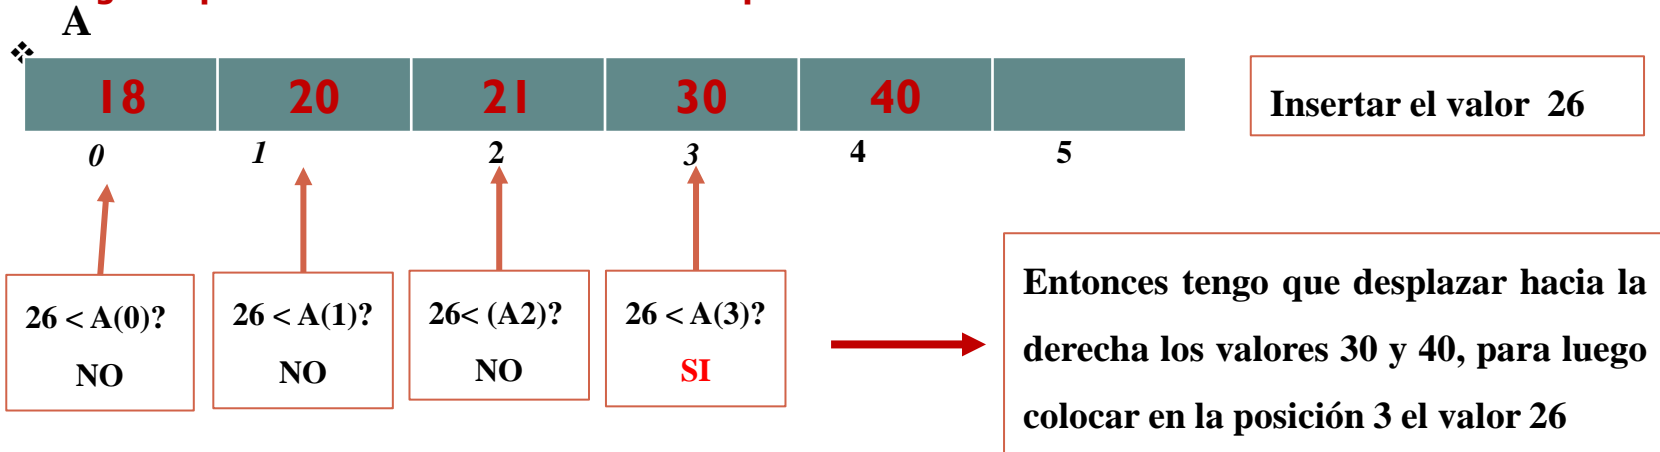 A
❖
18 20 21 30 40
0 1 2 3 4 5
Insertar el valor 26
26 < A(0)?
NO
26 < A(1)?
NO
26< (A2)?
NO
26 < A(3)?
SI
Entonces tengo que desplazar hacia la
derecha los valores 30 y 40, para luego
colocar en la posición 3 el valor 26